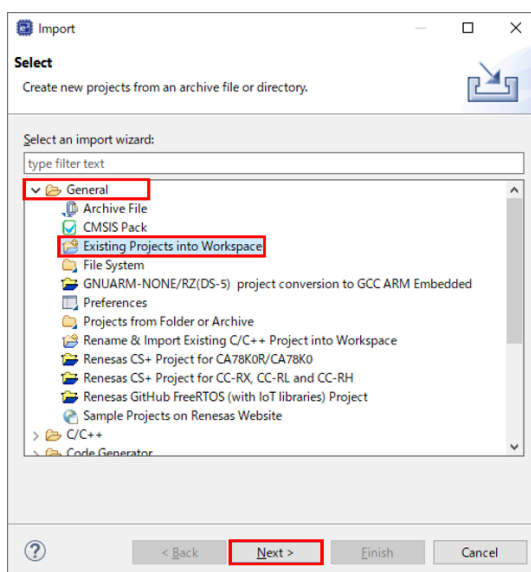 Import
Select
Create new projects from an archive file or directory.
Select an import wizard:
type filter text
General
Archive File
CMSIS Pack
Existing Projects into Workspace
File System
GNUARM-NONE/RZ(DS-5) project conversion to GCC ARM Embedded
Preferences
Projects from Folder or Archive
Rename & Import Existing C/C++ Project into Workspace
Renesas CS+ Project for CA78K0R/CA78K0
Renesas CS+ Project for CC-RX, CC-RL and CC-RH
Renesas GitHub FreeRTOS (with IoT libraries) Project
Sample Projects on Renesas Website
C/C++
Code Generator
? < Back Next > Finish Cancel